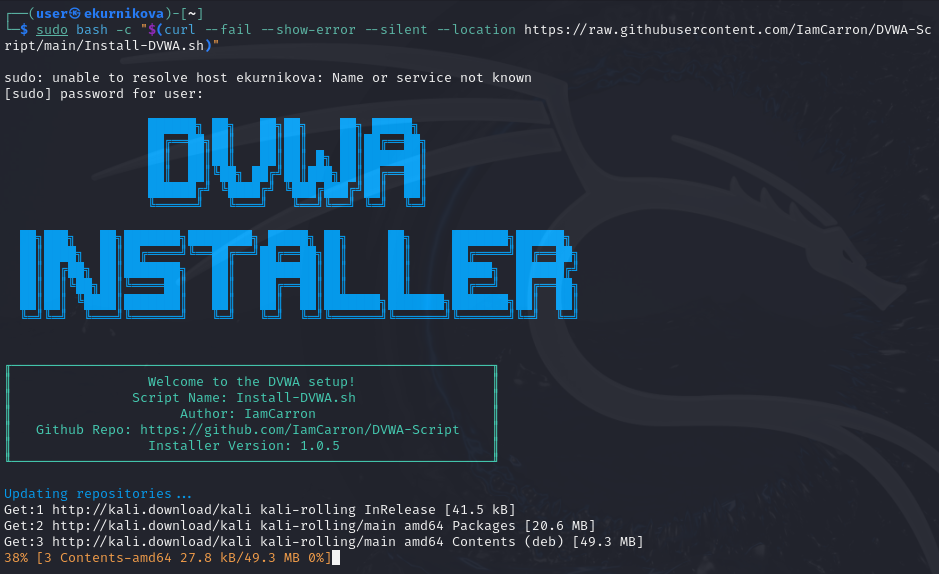 ┌──(user㉿ekurnikova)-[~]
└─$ sudo bash -c "$(curl --fail --show-error --silent --location https://raw.githubusercontent.com/IamCarron/DVWA-Sc
ript/main/Install-DVWA.sh)"
sudo: unable to resolve host ekurnikova: Name or service not known
[sudo] password for user:
DVWA
INSTALLER
Welcome to the DVWA setup!
Script Name: Install-DVWA.sh
Author: IamCarron
Github Repo: https://github.com/IamCarron/DVWA-Script
Installer Version: 1.0.5
Updating repositories...
Get:1 http://kali.download/kali kali-rolling InRelease [41.5 kB]
Get:2 http://kali.download/kali kali-rolling/main amd64 Packages [20.6 MB]
Get:3 http://kali.download/kali kali-rolling/main amd64 Contents (deb) [49.3 MB]
38% [3 Contents-amd64 27.8 kB/49.3 MB 0%]